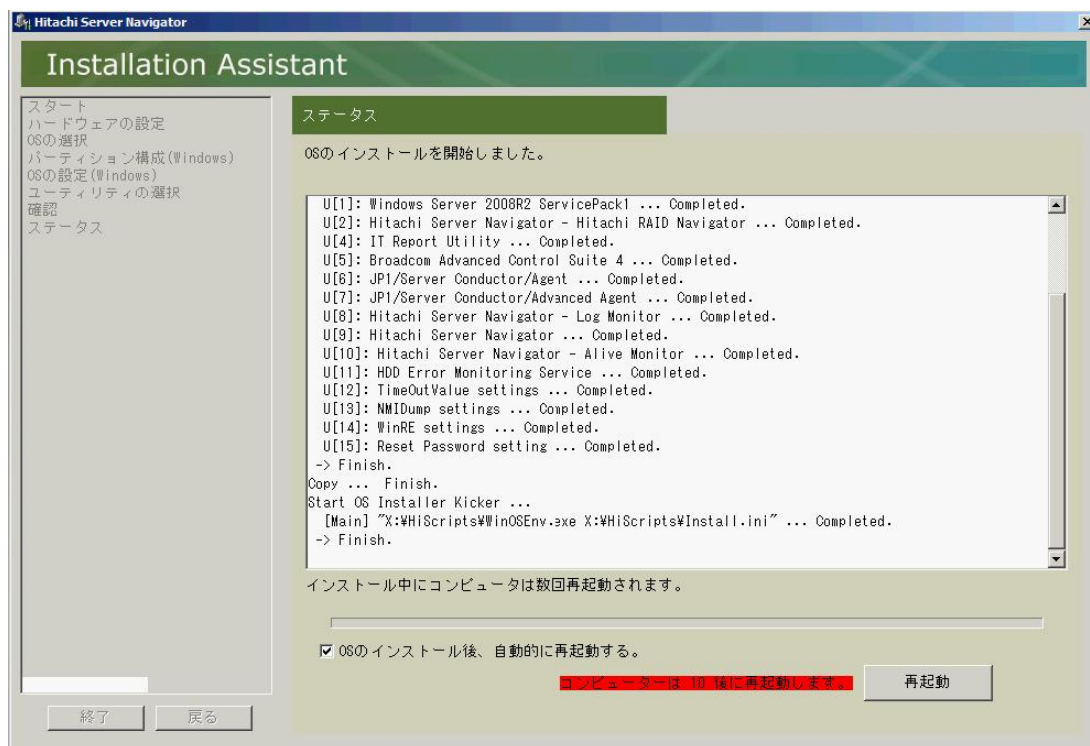 Hitachi Server Navigator
Installation Assistant
スタート
ハードウェアの設定
OSの選択
パーティション構成(Windows)
OSの設定(Windows)
ユーティリティの選択
確認
ステータス
終了
戻る
ステータス
OSのインストールを開始しました。
U[1]: Windows Server 2008R2 ServicePack1 ... Completed.
U[2]: Hitachi Server Navigator - Hitachi RAID Navigator ... Completed.
U[4]: IT Report Utility ... Completed.
U[5]: Broadcom Advanced Control Suite 4 ... Completed.
U[6]: JP1/Server Conductor/Agent ... Completed.
U[7]: JP1/Server Conductor/Advanced Agent ... Completed.
U[8]: Hitachi Server Navigator - Log Monitor ... Completed.
U[9]: Hitachi Server Navigator ... Completed.
U[10]: Hitachi Server Navigator - Alive Monitor ... Completed.
U[11]: HDD Error Monitoring Service ... Completed.
U[12]: TimeOutValue settings ... Completed.
U[13]: NMIDump settings ... Completed.
U[14]: WinRE settings ... Completed.
U[15]: Reset Password setting ... Completed.
-> Finish.
Copy ... Finish.
Start OS Installer Kicker ...
[Main] "X:¥HiScripts¥WinOSEnv.exe X:¥HiScripts¥Install.ini" ... Completed.
-> Finish.
インストール中にコンピュータは数回再起動されます。
OSのインストール後、自動的に再起動する。
コンピューターは 10 後に再起動します。
再起動